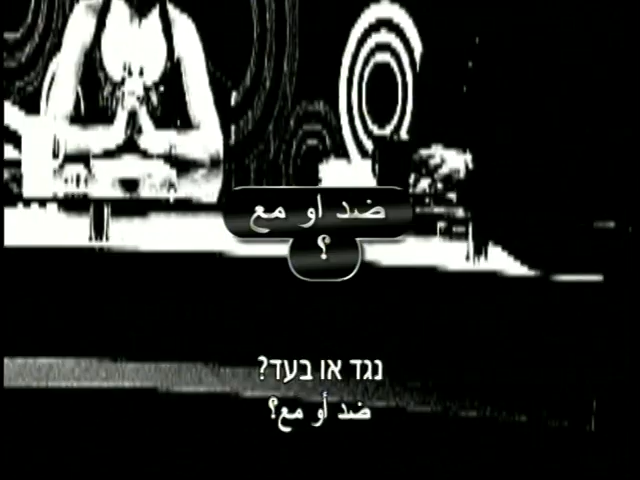 ضد او مع
؟
נגד או בעד?
ضد أو مع؟